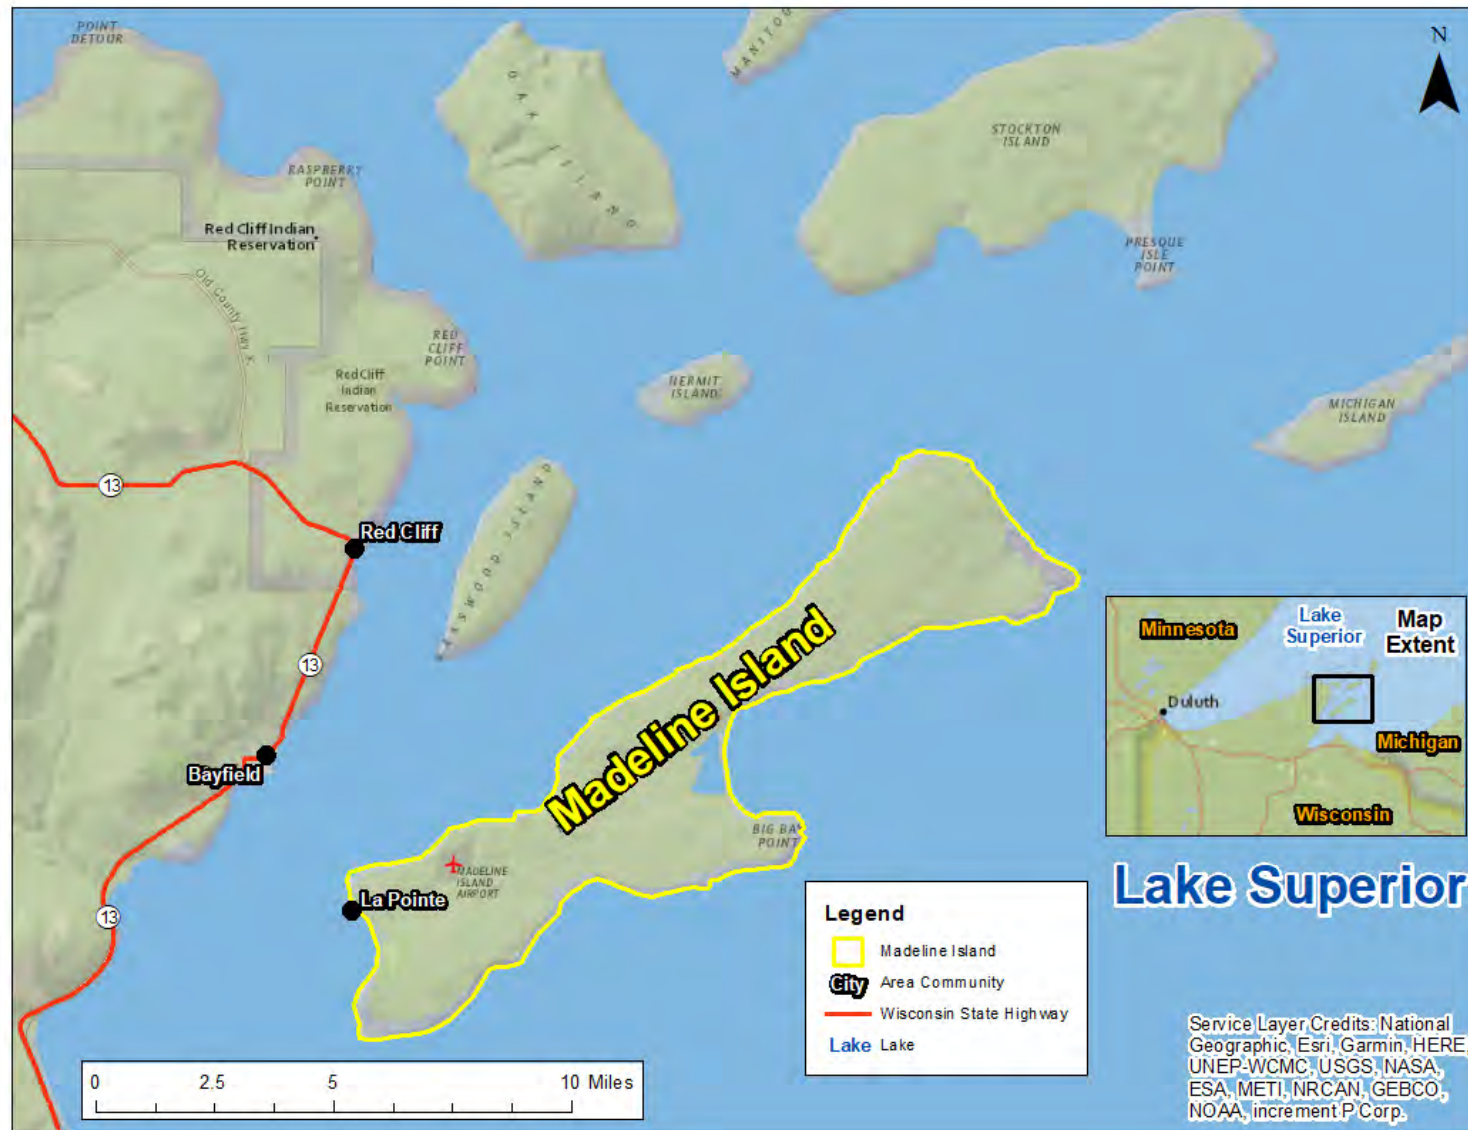 POINT
DETOUR
OAK ISLAND
MANITOU
N
STOCKTON
ISLAND
RASPBERRY
POINT
Red Cliff Indian
Reservation
PRESQUE
ISLE
POINT
Old County Hwy K
RED
CLIFF
POINT
Red Cliff
Indian
Reservation
HERMIT
ISLAND
MICHIGAN
ISLAND
13
BASSWOOD ISLAND
Red Cliff
13
Madeline Island
Bayfield
BIG BAY
POINT
MADELINE
ISLAND
AIRPORT
La Pointe
13
Minnesota
Lake
Superior
Map
Extent
Duluth
Michigan
Wisconsin
Lake Superior
Legend
Madeline Island
City Area Community
Wisconsin State Highway
Lake Lake
0 2.5 5 10 Miles
Service Layer Credits: National
Geographic, Esri, Garmin, HERE,
UNEP-WCMC, USGS, NASA,
ESA, METI, NRCAN, GEBCO,
NOAA, increment P Corp.